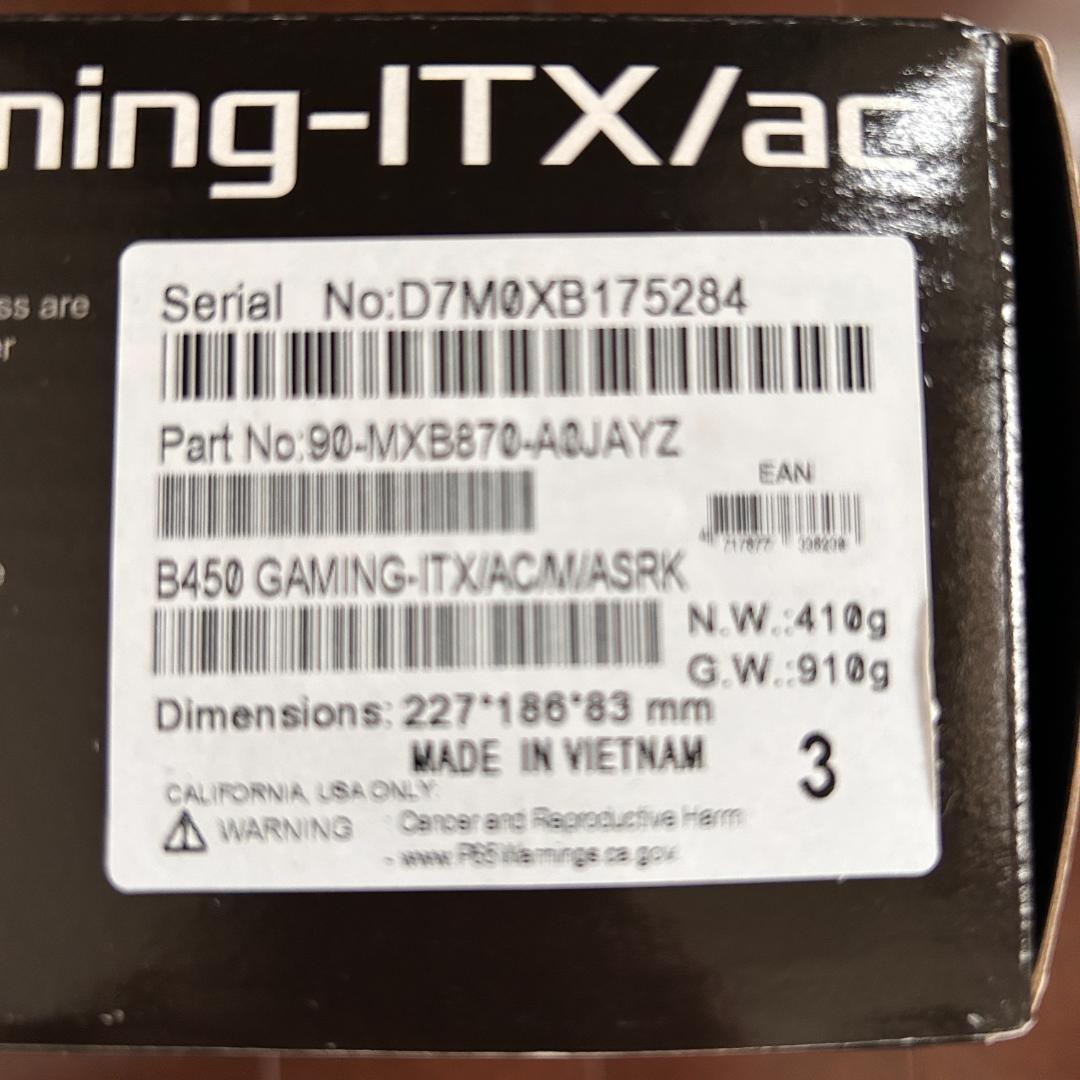 ning-ITX/ac
ss are
er
Serial No:D7M0XB175284
Part No:90-MXB870-A0JAYZ
EAN
B450 GAMING-ITX/AC/M/ASRK
N.W.:410g
G.W.:910g
Dimensions: 227*186*83 mm
MADE IN VIETNAM
3
CALIFORNIA, USA ONLY:
WARNING Cancer and Reproductive Harm
- www.P65Warnings.ca.gov